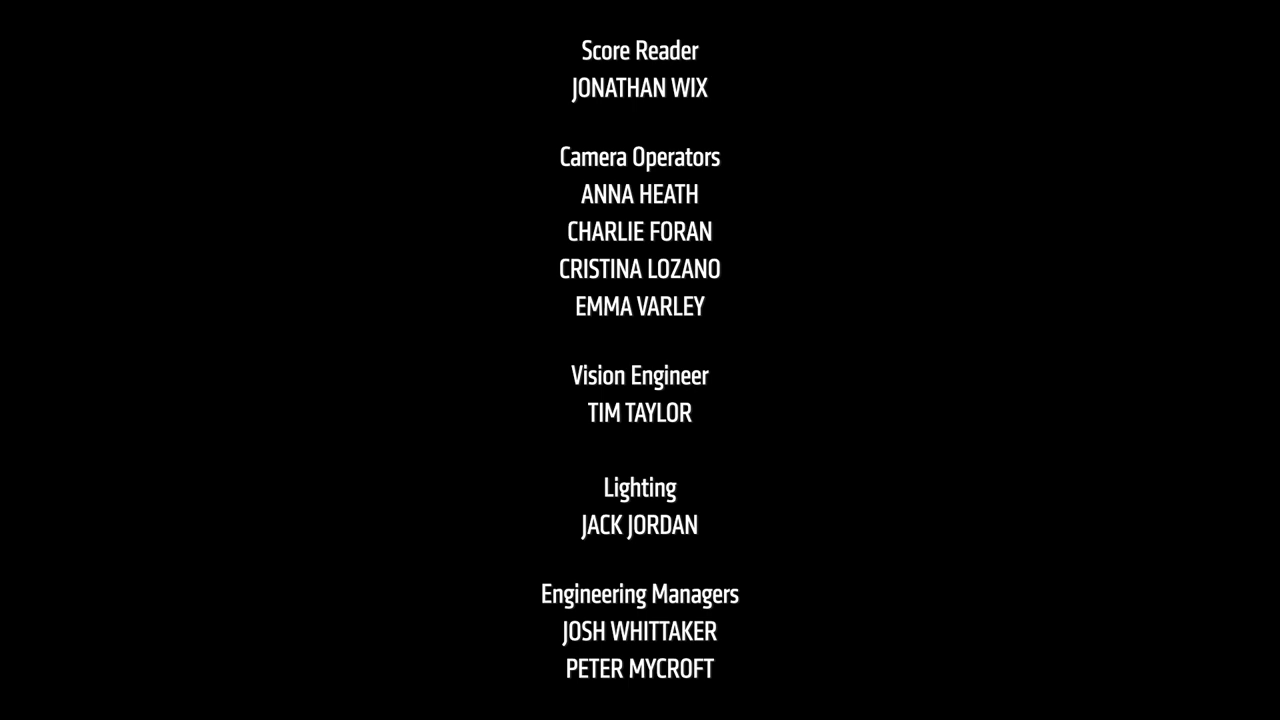 Score Reader
JONATHAN WIX
Camera Operators
ANNA HEATH
CHARLIE FORAN
CRISTINA LOZANO
EMMA VARLEY
Vision Engineer
TIM TAYLOR
Lighting
JACK JORDAN
Engineering Managers
JOSH WHITTAKER
PETER MYCROFT